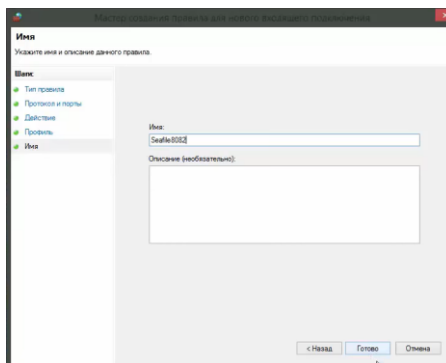 Мастер создания правила для нового входящего подключения
Имя
Укажите имя и описание данного правила.
Шаги:
Тип правила
Протокол и порты
Действие
Профиль
Имя
Имя:
Seafile8082
Описание (необязательно):
< Назад
Готово
Отмена